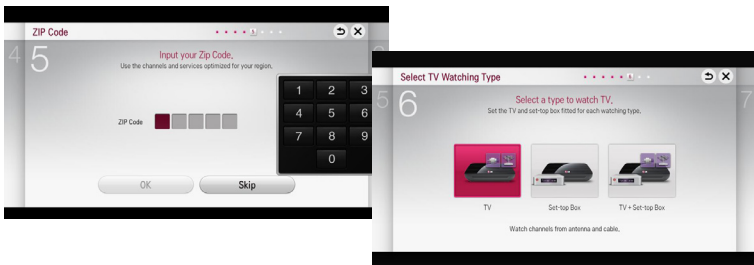 ZIP Code
4
5
Input your Zip Code.
Use the channels and services optimized for your region.
ZIP Code
1 2 3
4 5 6
7 8 9
0
OK
Skip
Select TV Watching Type
5
6
7
Select a type to watch TV.
Set the TV and set-top box fitted for each watching type.
TV
Set-top Box
TV + Set-top Box
Watch channels from antenna and cable.